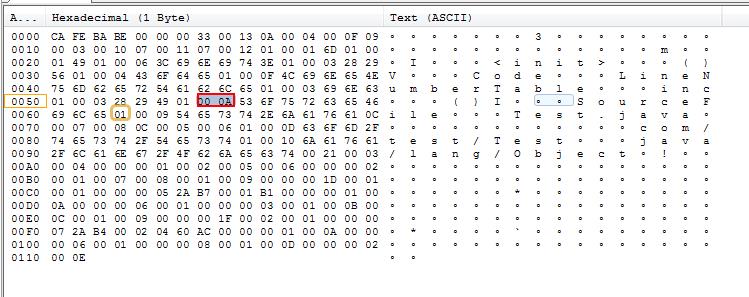 A... Hexadecimal (1 Byte) Text (ASCII)
0000 CA FE BA BE 00 00 00 33 00 13 0A 00 04 00 0F 09 ° ° ° ° ° ° ° 3 ° ° ° ° ° ° ° °
0010 00 03 00 10 07 00 11 07 00 12 01 00 01 6D 01 00 ° ° ° ° ° ° ° ° ° ° ° ° ° m ° °
0020 01 49 01 00 06 3C 69 6E 69 74 3E 01 00 03 28 29 ° I ° ° ° < i n i t > ° ° ° ( )
0030 56 01 00 04 43 6F 64 65 01 00 0F 4C 69 6E 65 4E V ° ° ° C o d e ° ° ° L i n e N
0040 75 6D 62 65 72 54 61 62 6C 65 01 00 03 69 6E 63 u m b e r T a b l e ° ° ° i n c
0050 01 00 03 28 29 49 01 00 0A 53 6F 75 72 63 65 46 ° ° ° ( ) I ° ° ° S o u r c e F
0060 69 6C 65 01 00 09 54 65 73 74 2E 6A 61 76 61 0C i l e ° ° ° T e s t . j a v a °
0070 00 07 00 08 0C 00 05 00 06 01 00 0D 63 6F 6D 2F ° ° ° ° ° ° ° ° ° ° ° ° c o m /
0080 74 65 73 74 2F 54 65 73 74 01 00 10 6A 61 76 61 t e s t / T e s t ° ° ° j a v a
0090 2F 6C 61 6E 67 2F 4F 62 6A 65 63 74 00 21 00 03 / l a n g / O b j e c t ° ! ° °
00A0 00 04 00 00 00 01 00 02 00 05 00 06 00 00 00 02 ° ° ° ° ° ° ° ° ° ° ° ° ° ° ° °
00B0 00 01 00 07 00 08 00 01 00 09 00 00 00 1D 00 01 ° ° ° ° ° ° ° ° ° ° ° ° ° ° ° °
00C0 00 01 00 00 00 05 2A B7 00 01 B1 00 00 00 01 00 ° ° ° ° ° ° * ° ° ° ° ° ° ° ° °
00D0 0A 00 00 00 06 00 01 00 00 00 03 00 01 00 0B 00 ° ° ° ° ° ° ° ° ° ° ° ° ° ° ° °
00E0 0C 00 01 00 09 00 00 00 1F 00 02 00 01 00 00 00 ° ° ° ° ° ° ° ° ° ° ° ° ° ° ° °
00F0 07 2A B4 00 02 04 60 AC 00 00 00 01 00 0A 00 00 ° * ° ° ° ° ` ° ° ° ° ° ° ° ° °
0100 00 06 00 01 00 00 00 08 00 01 00 0D 00 00 00 02 ° ° ° ° ° ° ° ° ° ° ° ° ° ° ° °
0110 00 0E ° °